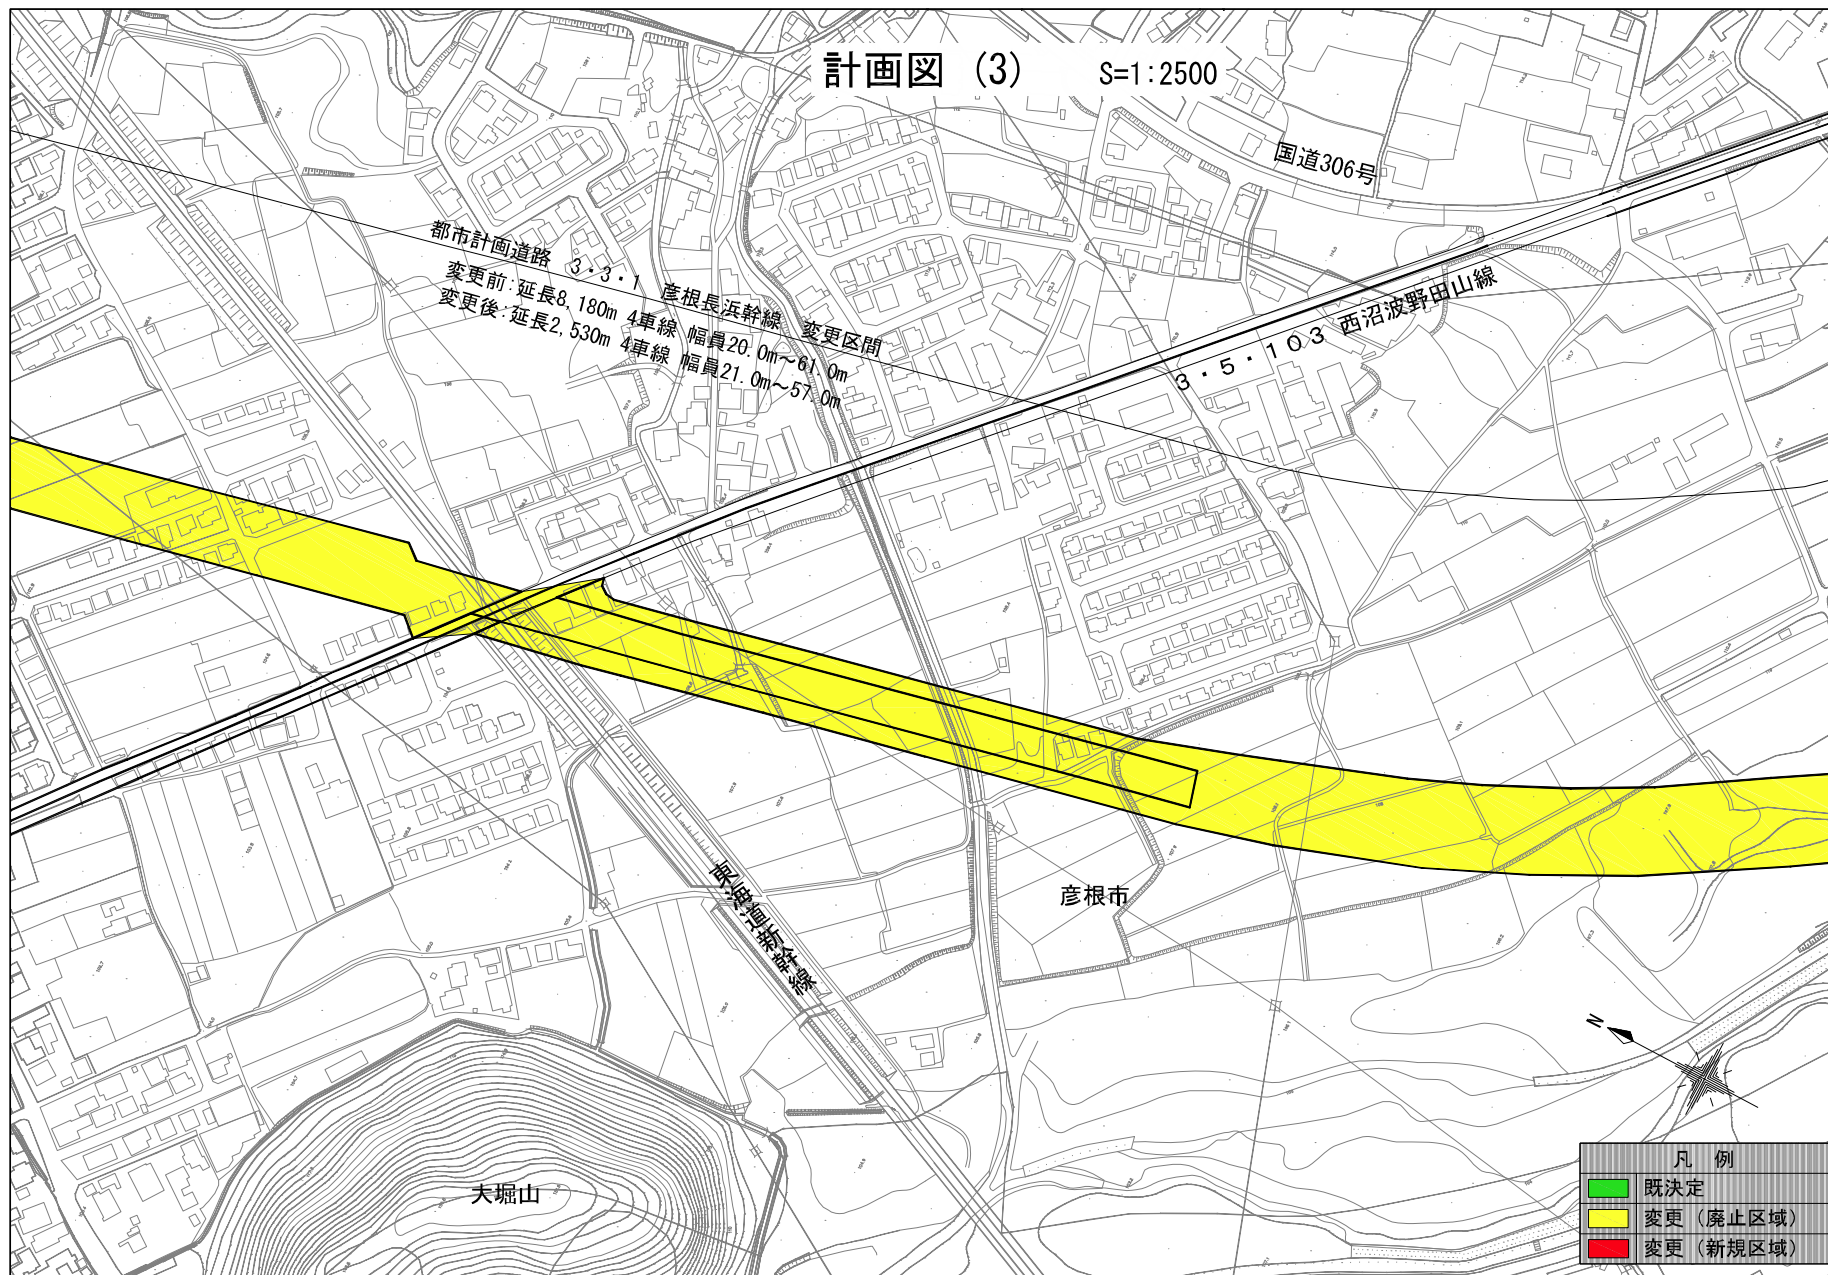 計画図 (3) S=1:2500
国道306号
都市計画道路 3・3・1 彦根長浜幹線 変更区間
変更前:延長8,180m 4車線 幅員20.0m～61.0m
変更後:延長2,530m 4車線 幅員21.0m～57.0m
3・5・103 西沼波野田山線
東海道新幹線
彦根市
大堀山
N
凡 例
既決定
変更 (廃止区域)
変更 (新規区域)